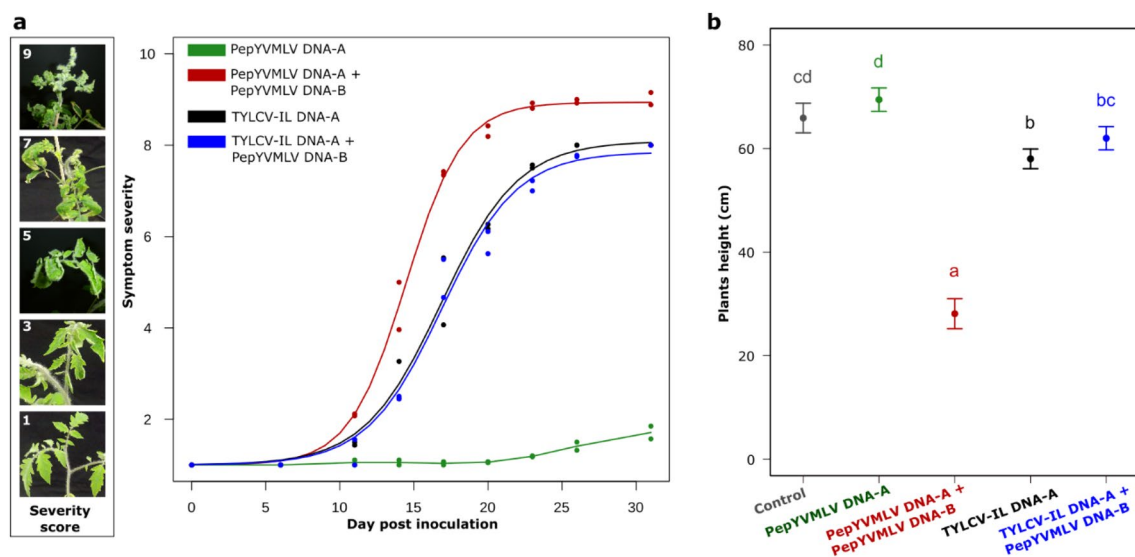 a
9
7
5
3
1
Severity
score
Symptom severity
10
8
6
4
2
PepYVMLV DNA-A
PepYVMLV DNA-A +
PepYVMLV DNA-B
TYLCV-IL DNA-A
TYLCV-IL DNA-A +
PepYVMLV DNA-B
0
5
10
15
20
25
30
Day post inoculation
b
Plants height (cm)
80
60
40
20
0
cd
d
a
b
bc
Control
PepYVMLV DNA-A
PepYVMLV DNA-A +
PepYVMLV DNA-B
TYLCV-IL DNA-A
TYLCV-IL DNA-A +
PepYVMLV DNA-B